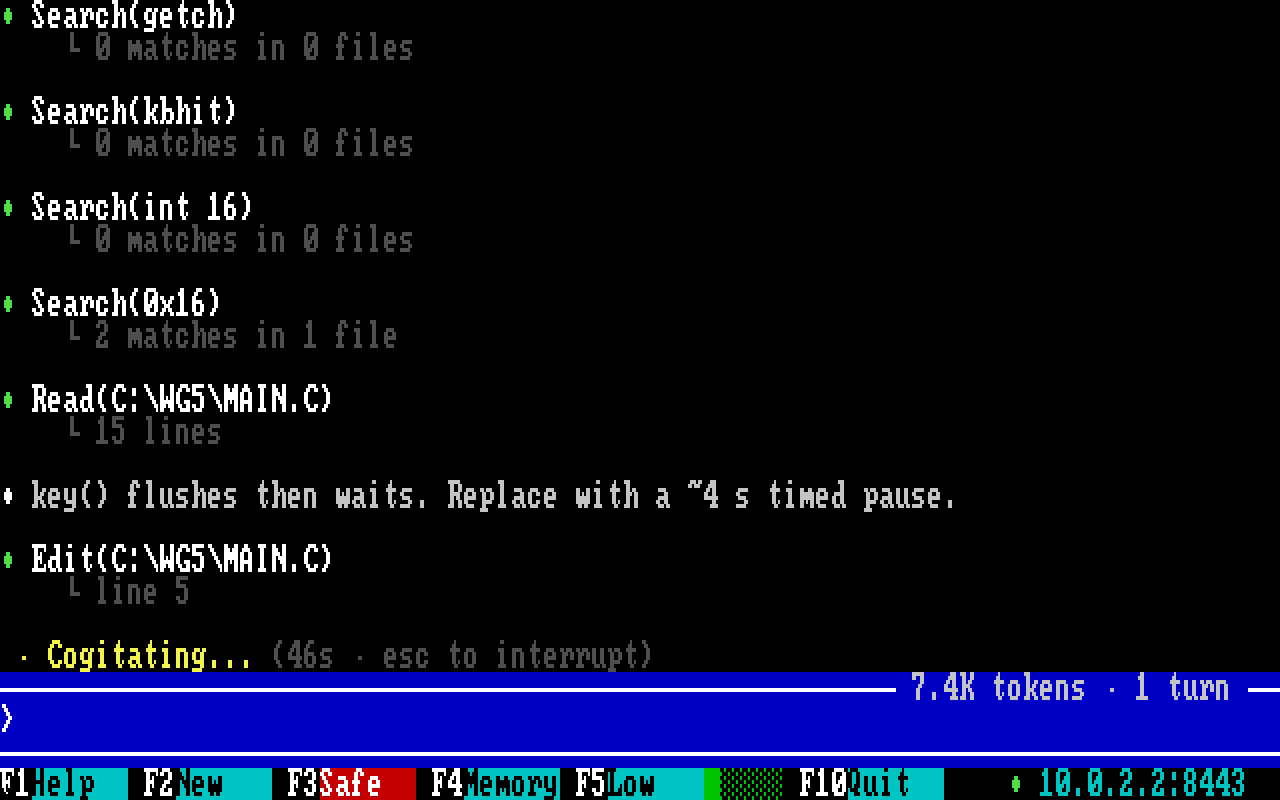 Search(getch)
└ 0 matches in 0 files
Search(kbhit)
└ 0 matches in 0 files
Search(int 16)
└ 0 matches in 0 files
Search(0x16)
└ 2 matches in 1 file
Read(C:\WG5\MAIN.C)
└ 15 lines
key() flushes then waits. Replace with a ~4 s timed pause.
Edit(C:\WG5\MAIN.C)
└ line 5
· Cogitating... (46s · esc to interrupt)
7.4K tokens · 1 turn
>
F1Help F2New F3Safe F4Memory F5Low F10Quit 10.0.2.2:8443